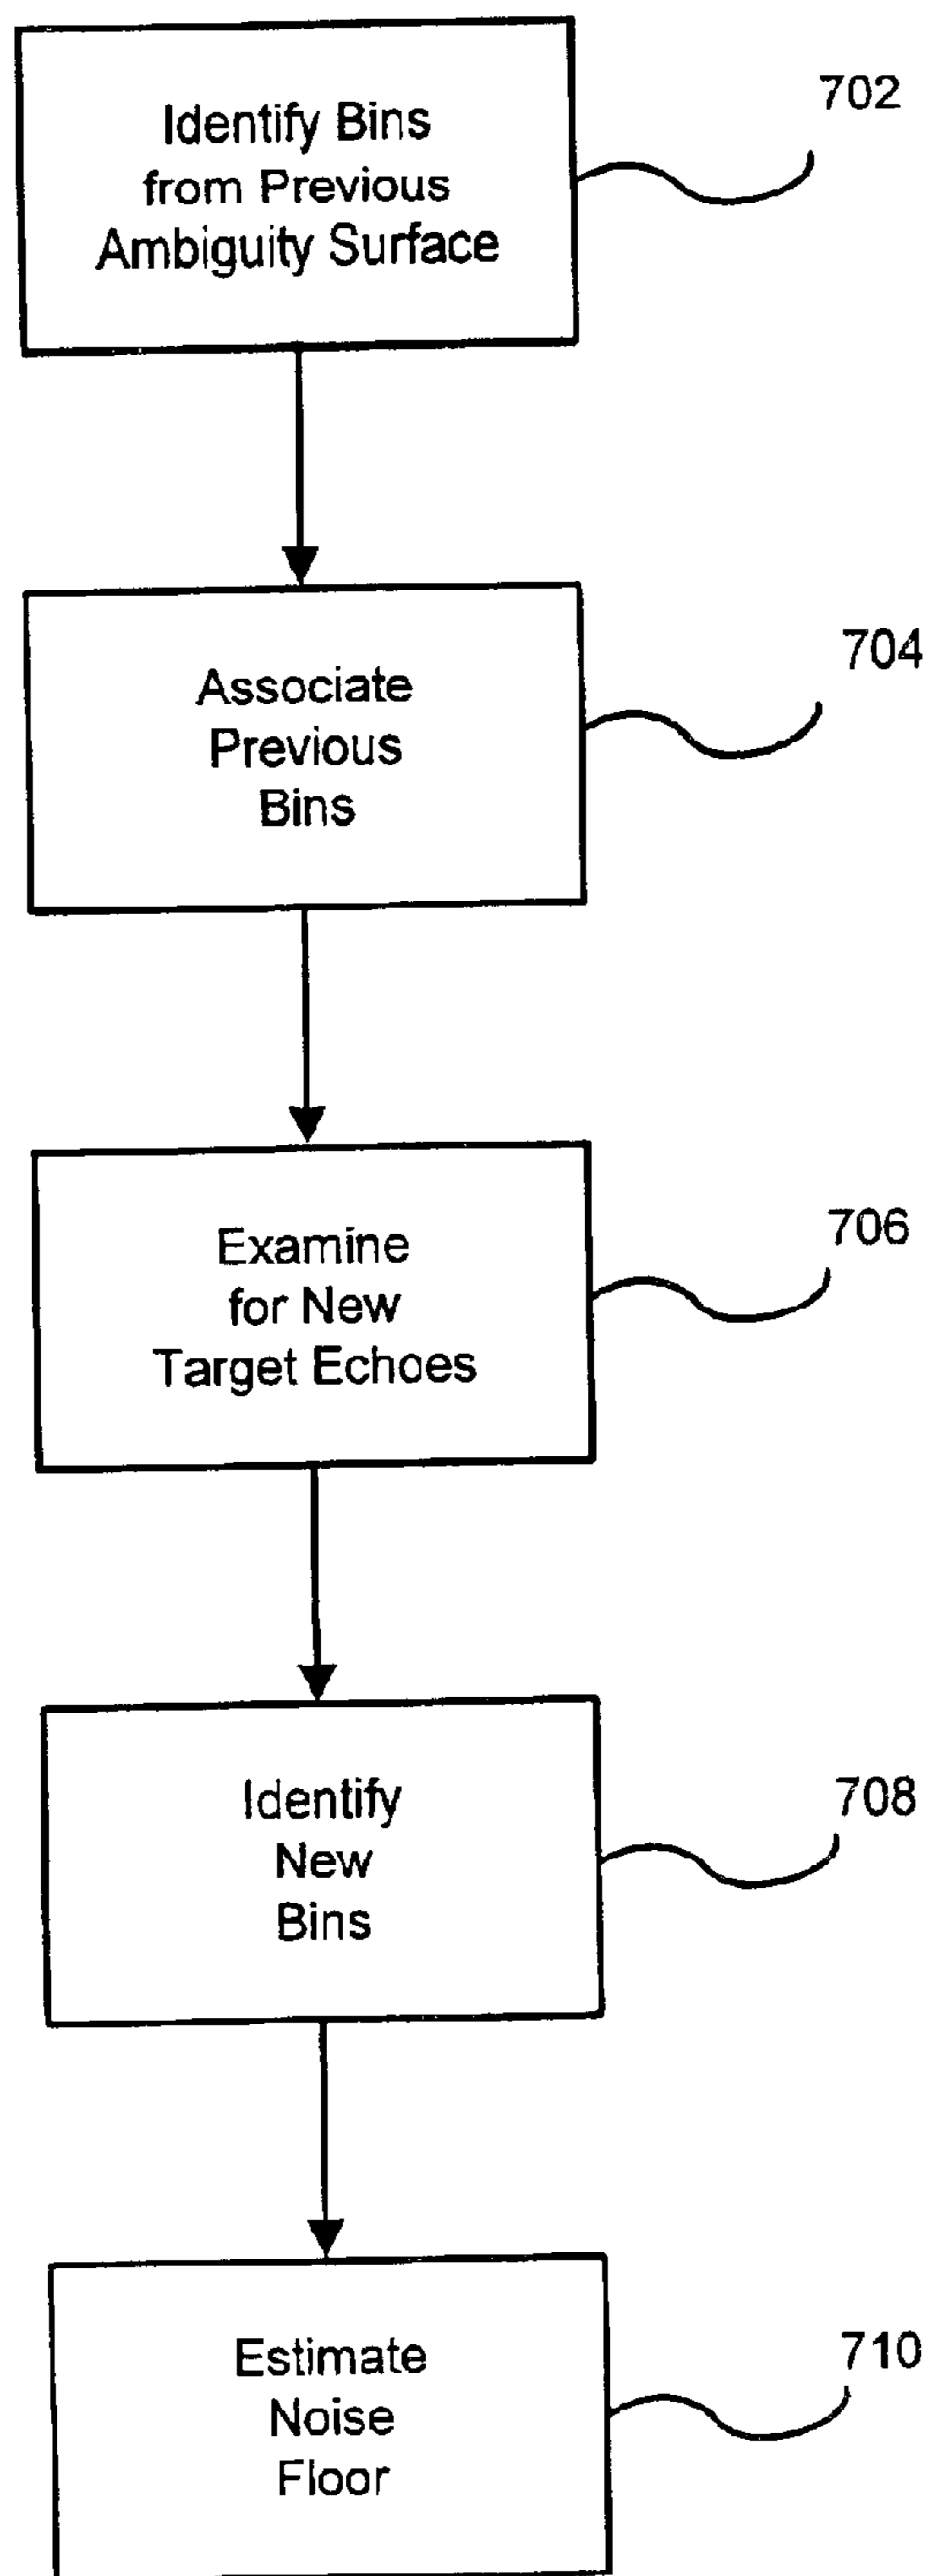 Identify Bins
from Previous
Ambiguity Surface
702
Associate
Previous
Bins
704
Examine
for New
Target Echoes
706
Identify
New
Bins
708
Estimate
Noise
Floor
710